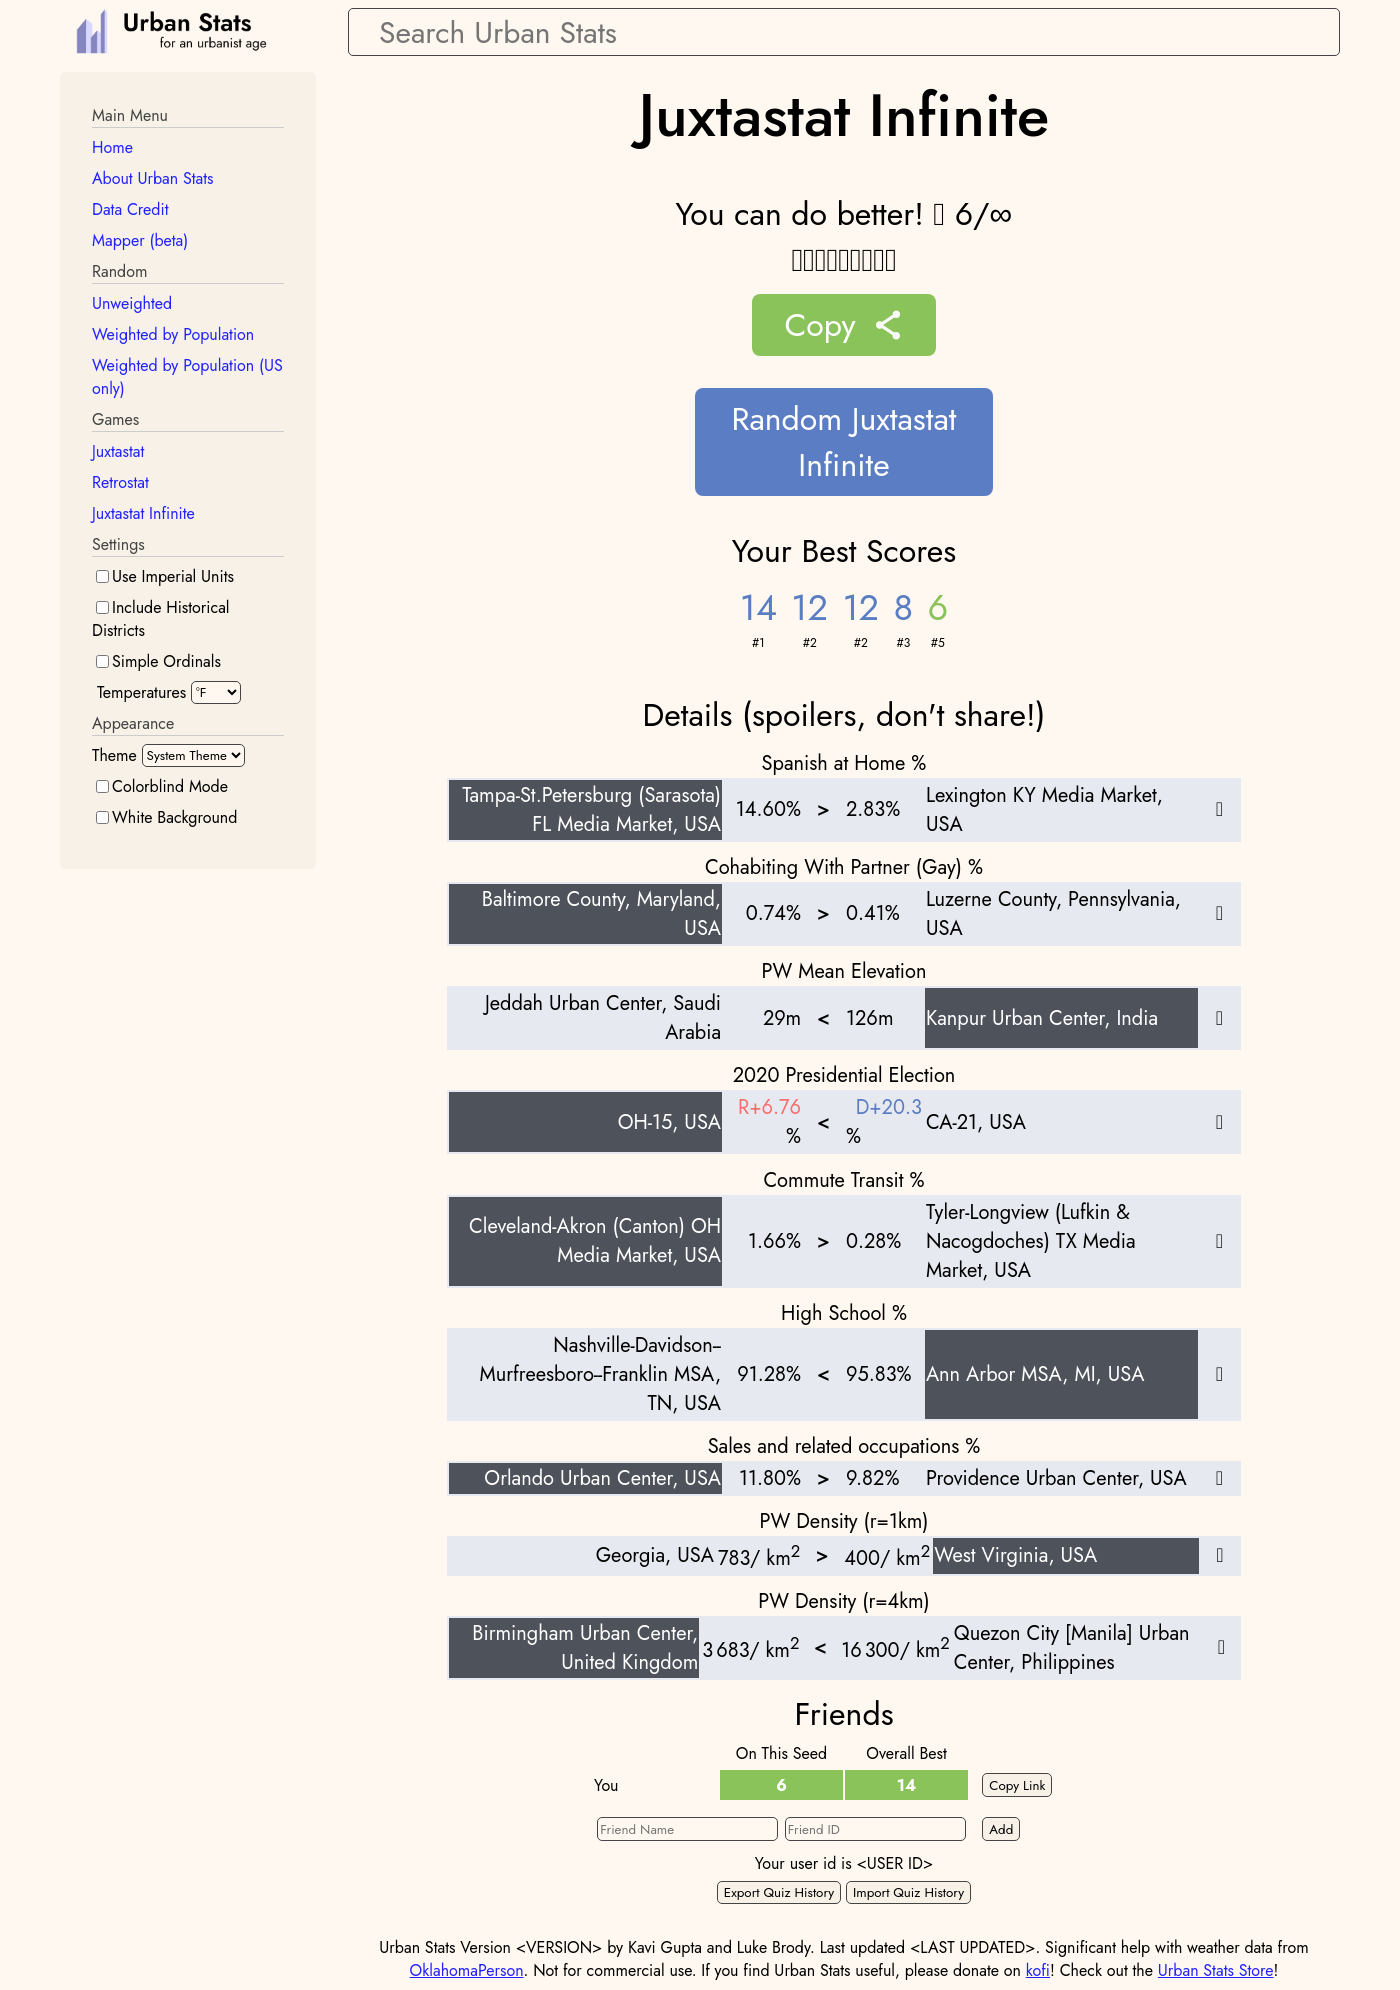 Urban Stats
for an urbanist age
Search Urban Stats
Main Menu
Home
About Urban Stats
Data Credit
Mapper (beta)
Random
Unweighted
Weighted by Population
Weighted by Population (US
only)
Games
Juxtastat
Retrostat
Juxtastat Infinite
Settings
Use Imperial Units
Include Historical
Districts
Simple Ordinals
Temperatures °F
Appearance
Theme System Theme
Colorblind Mode
White Background
Juxtastat Infinite
You can do better! 6/∞
Copy
Random Juxtastat
Infinite
Your Best Scores
14 12 12 8 6
#1 #2 #2 #3 #5
Details (spoilers, don't share!)
Spanish at Home %
Tampa-St.Petersburg (Sarasota)
FL Media Market, USA
14.60% > 2.83%
Lexington KY Media Market,
USA
Cohabiting With Partner (Gay) %
Baltimore County, Maryland,
USA
0.74% > 0.41%
Luzerne County, Pennsylvania,
USA
PW Mean Elevation
Jeddah Urban Center, Saudi
Arabia
29m < 126m
Kanpur Urban Center, India
2020 Presidential Election
OH-15, USA
R+6.76
%
<
D+20.3
%
CA-21, USA
Commute Transit %
Cleveland-Akron (Canton) OH
Media Market, USA
1.66% > 0.28%
Tyler-Longview (Lufkin &
Nacogdoches) TX Media
Market, USA
High School %
Nashville-Davidson--
Murfreesboro--Franklin MSA,
TN, USA
91.28% < 95.83%
Ann Arbor MSA, MI, USA
Sales and related occupations %
Orlando Urban Center, USA 11.80% > 9.82% Providence Urban Center, USA
PW Density (r=1km)
Georgia, USA 783/ km² > 400/ km² West Virginia, USA
PW Density (r=4km)
Birmingham Urban Center,
United Kingdom
3 683/ km² < 16 300/ km²
Quezon City [Manila] Urban
Center, Philippines
Friends
On This Seed Overall Best
You 6 14 Copy Link
Friend Name Friend ID Add
Your user id is <USER ID>
Export Quiz History Import Quiz History
Urban Stats Version <VERSION> by Kavi Gupta and Luke Brody. Last updated <LAST UPDATED>. Significant help with weather data from
OklahomaPerson. Not for commercial use. If you find Urban Stats useful, please donate on kofi! Check out the Urban Stats Store!